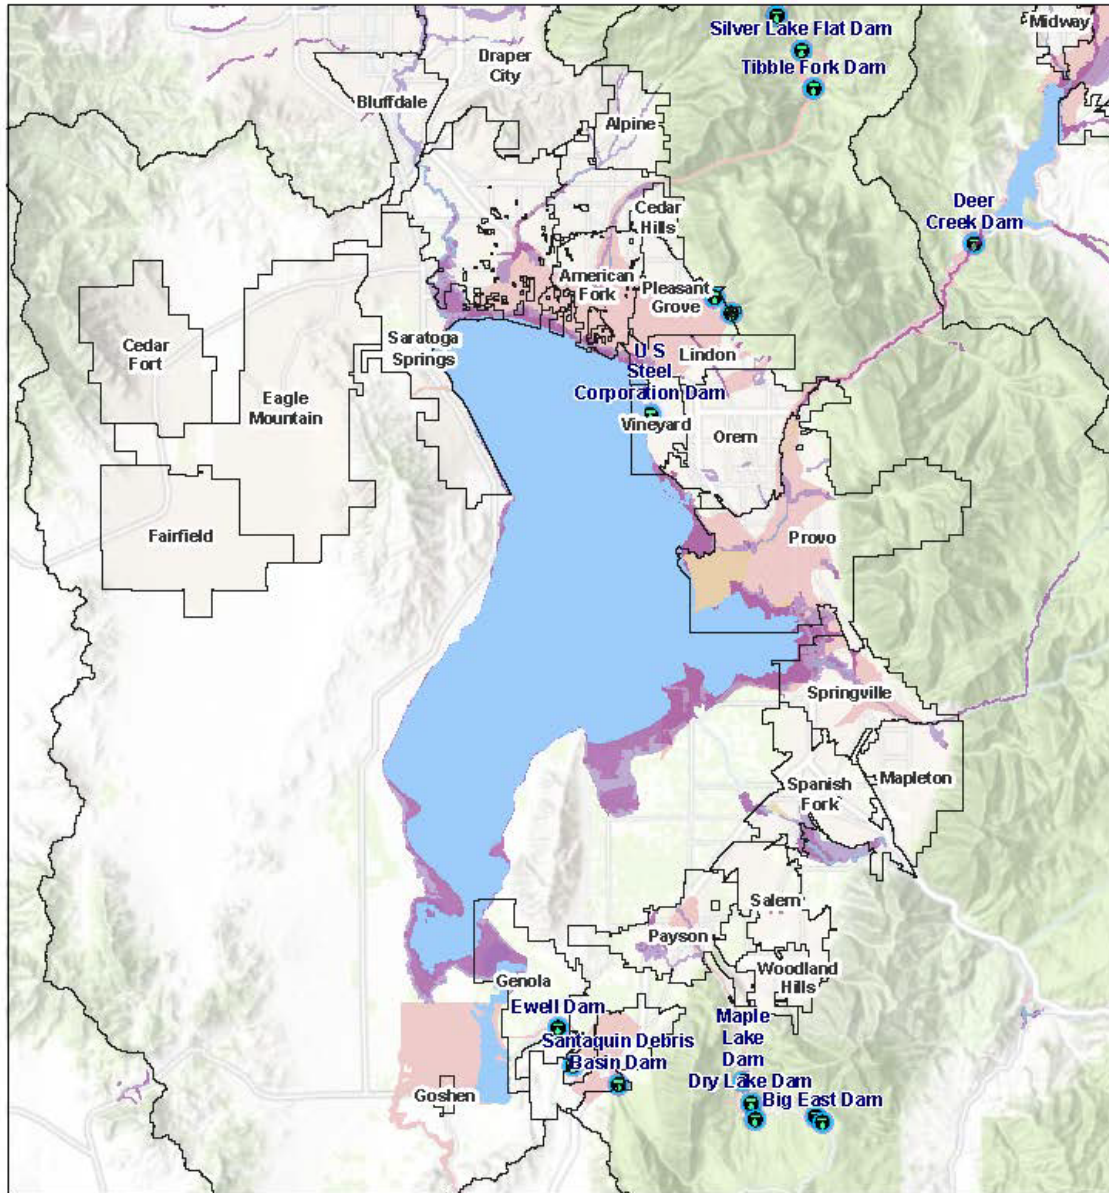 Silver Lake Flat Dam
Midway
Draper
City
Tibble Fork Dam
Bluffdale
Alpine
Deer
Creek Dam
Cedar
Hills
American
Fork
Pleasant
Grove
Cedar
Fort
Saratoga
Springs
U S
Steel
Corporation Dam
Lindon
Eagle
Mountain
Vineyard
Orem
Fairfield
Provo
Springville
Mapleton
Spanish
Fork
Salem
Payson
Woodland
Hills
Genola
Ewell Dam
Santaquin Debris
Basin Dam
Maple
Lake
Dam
Dry Lake Dam
Big East Dam
Goshen